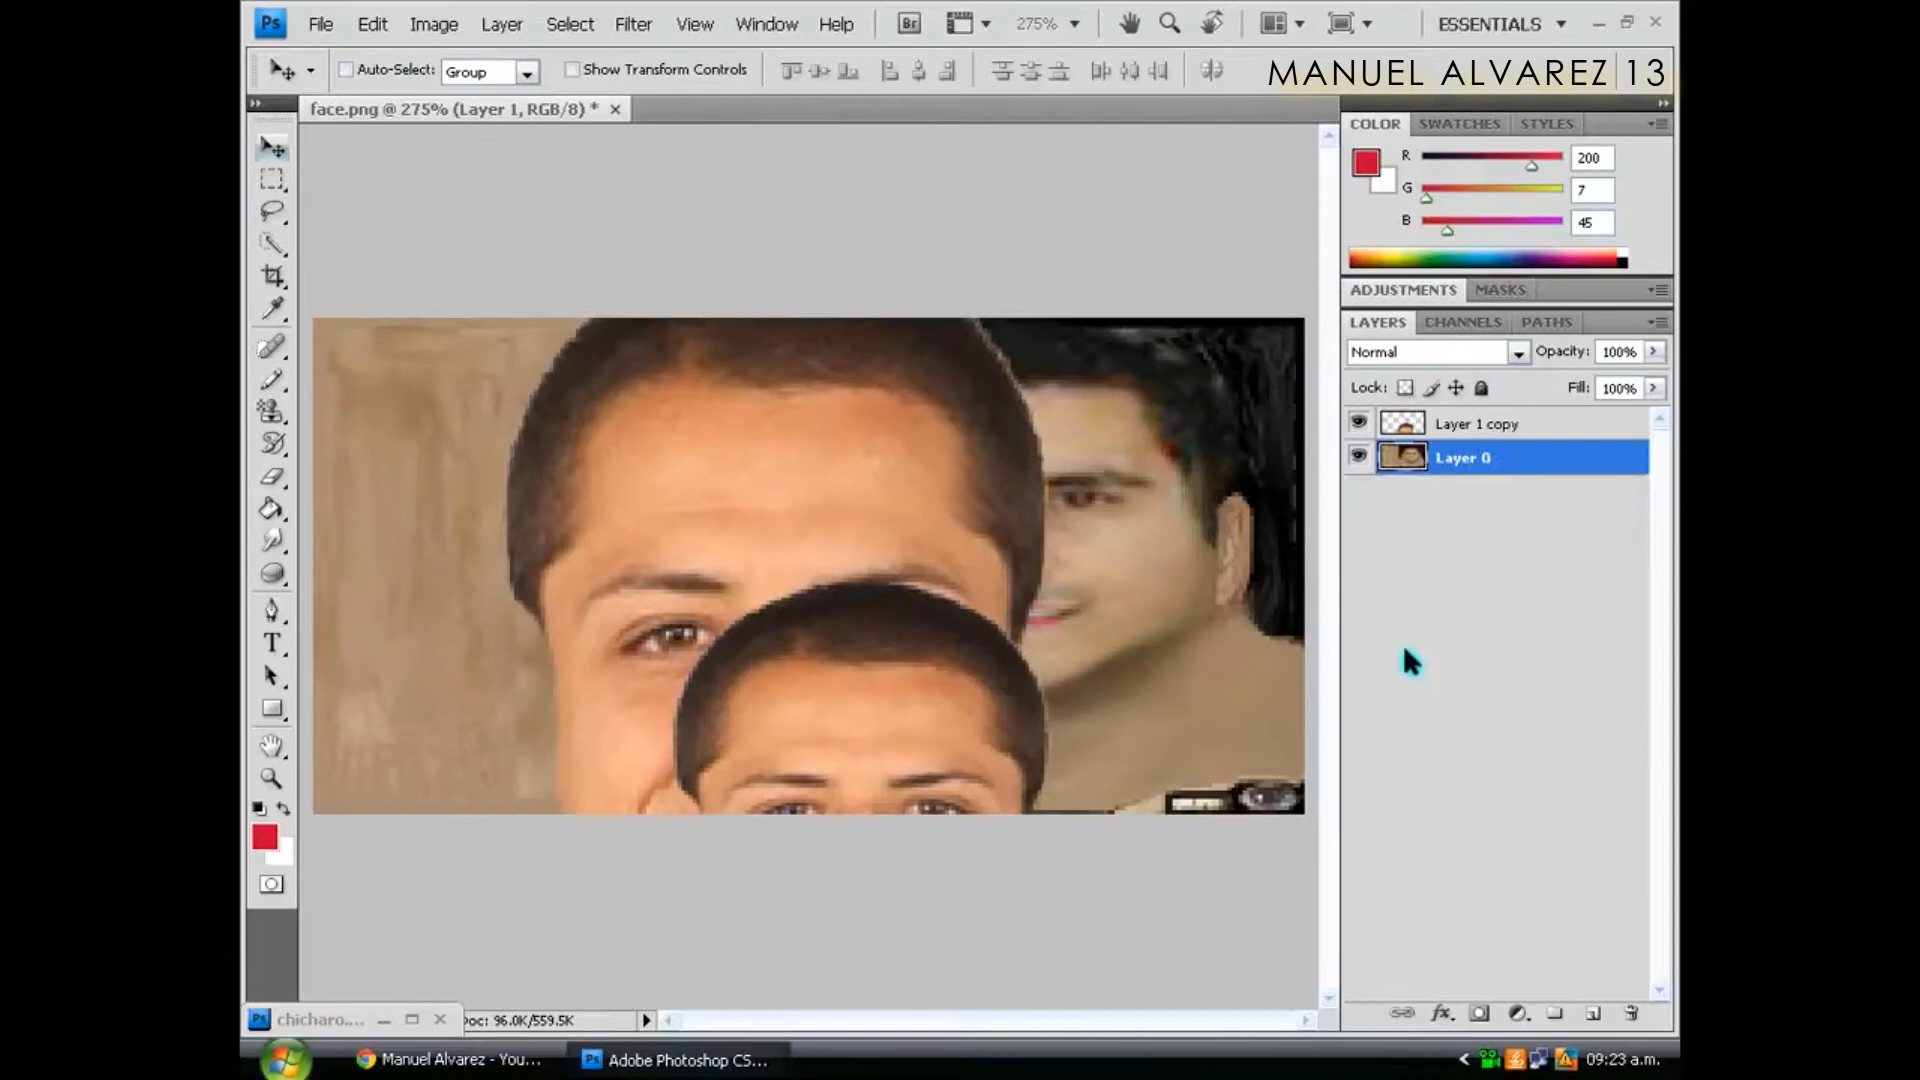 Ps File Edit Image Layer Select Filter View Window Help Br 275% ESSENTIALS
Auto-Select: Group Show Transform Controls MANUEL ALVAREZ 13
face.png @ 275% (Layer 1, RGB/8) *
COLOR SWATCHES STYLES
R 200
G 7
B 45
ADJUSTMENTS MASKS
LAYERS CHANNELS PATHS
Normal Opacity: 100%
Lock: Fill: 100%
Layer 1 copy
Layer 0
T
fx
Ps chicharo.... Doc: 96.0K/559.5K
Manuel Alvarez - You... Ps Adobe Photoshop CS... 09:23 a.m.